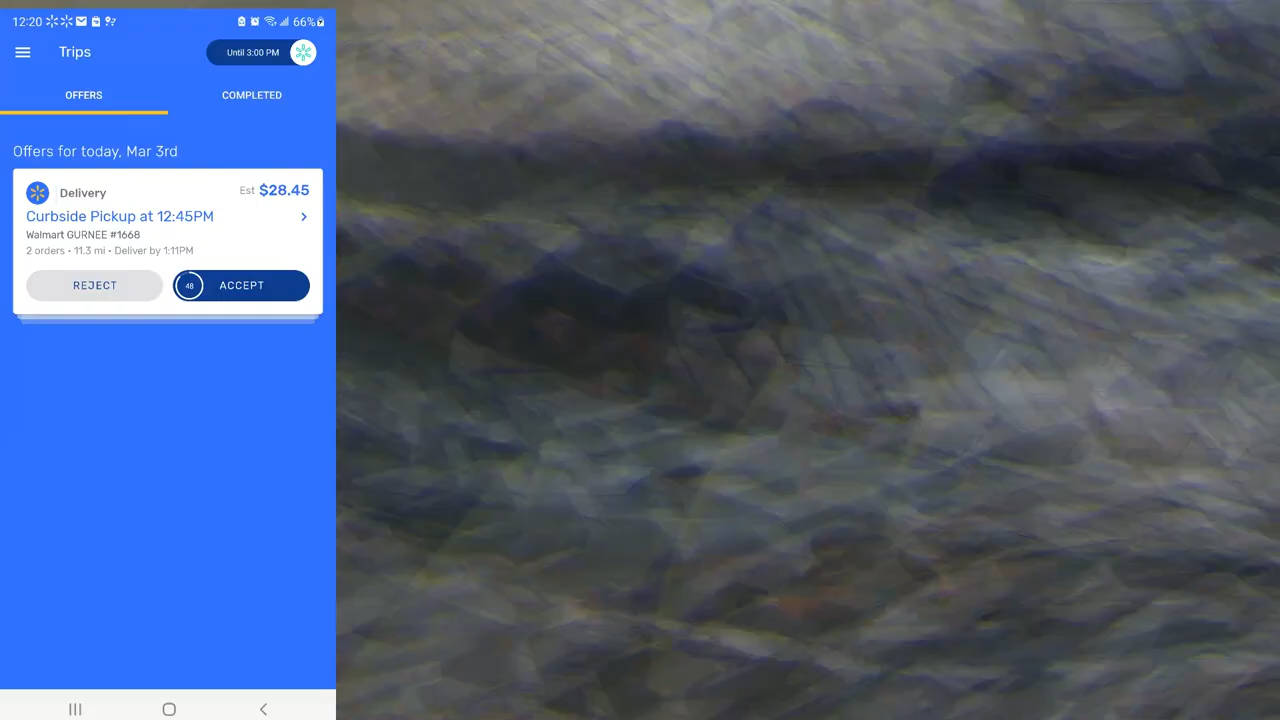 12:20 66%
Trips Until 3:00 PM
OFFERS COMPLETED
Offers for today, Mar 3rd
Delivery Est $28.45
Curbside Pickup at 12:45PM
Walmart GURNEE #1668
2 orders • 11.3 mi • Deliver by 1:11PM
REJECT 48 ACCEPT